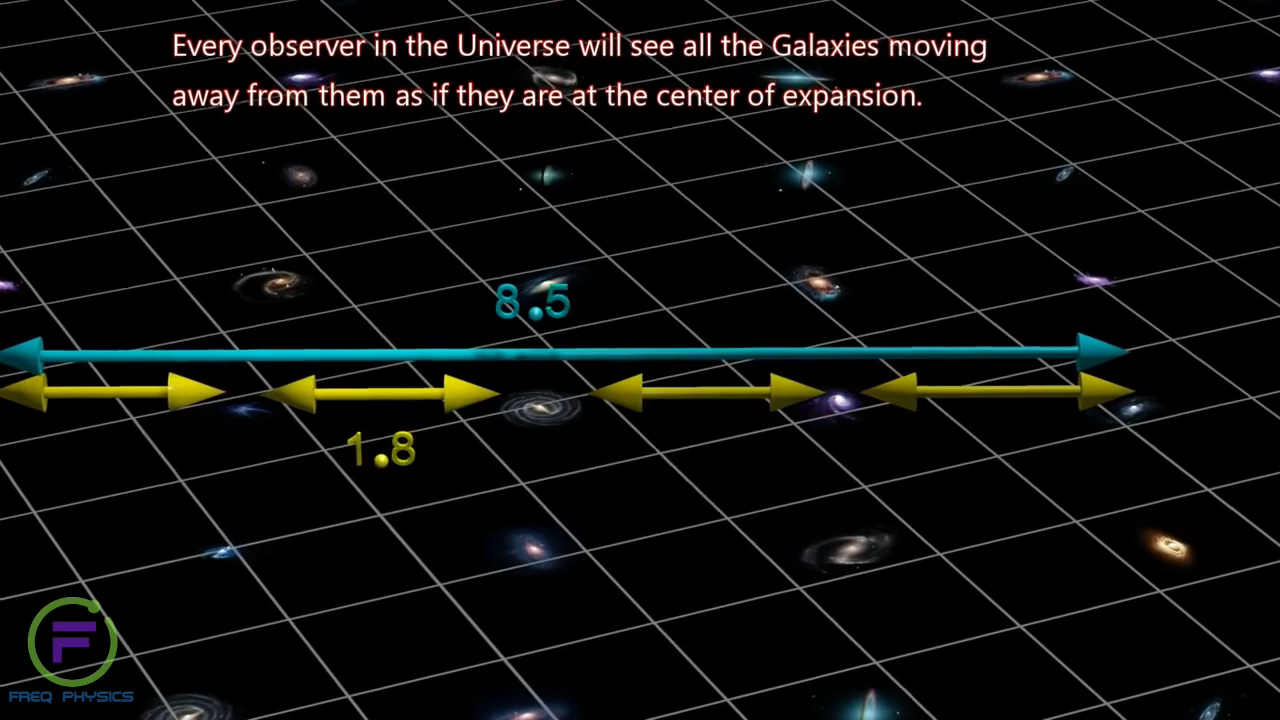 Every observer in the Universe will see all the Galaxies moving
away from them as if they are at the center of expansion.
8.5
1.8
FREQ PHYSICS